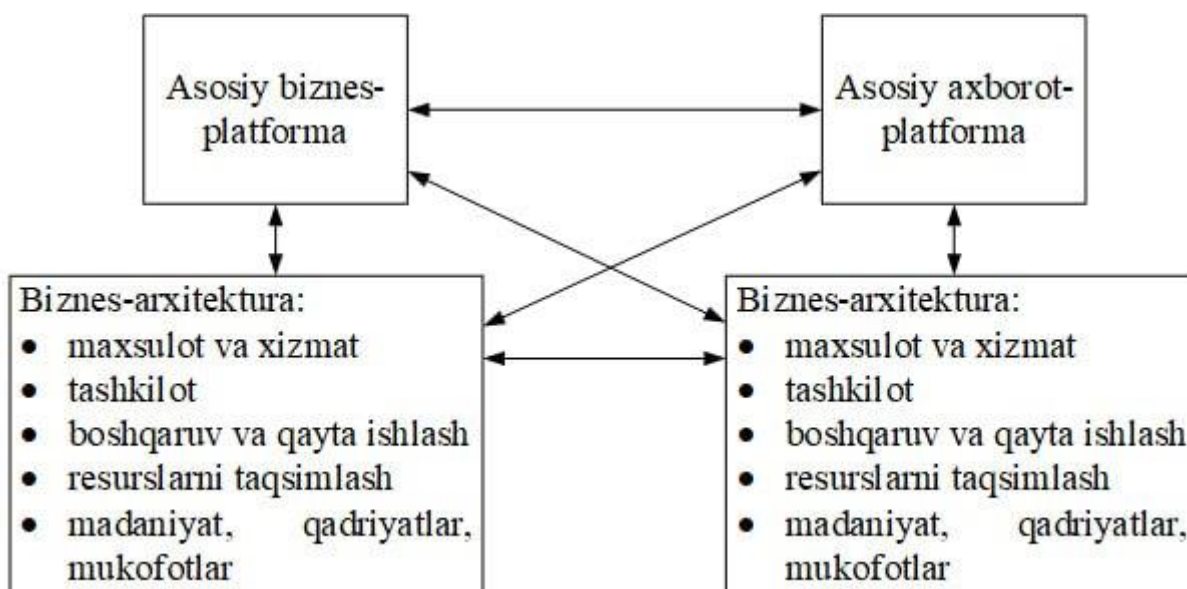 Asosiy biznes-
platforma
Asosiy axborot-
platforma
Biznes-arxitektura:
• maxsulot va xizmat
• tashkilot
• boshqaruv va qayta ishlash
• resurslarni taqsimlash
• madaniyat, qadriyatlar,
mukofotlar
Biznes-arxitektura:
• maxsulot va xizmat
• tashkilot
• boshqaruv va qayta ishlash
• resurslarni taqsimlash
• madaniyat, qadriyatlar,
mukofotlar